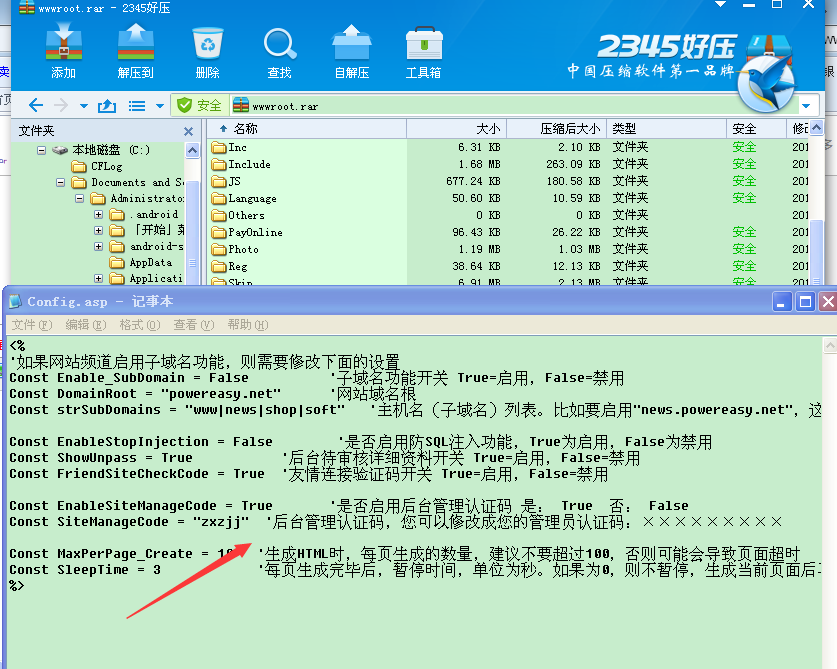 wwwroot.rar - 2345好压
添加 解压到 删除 查找 自解压 工具箱
2345好压
中国压缩软件第一品牌
安全 wwwroot.rar
文件夹
名称 大小 压缩后大小 类型 安全
本地磁盘 (C:)
CFLog
Documents and Se
Administrator
.android
「开始」菜
android-s
AppData
Applicati
Inc 6.31 KB 2.10 KB 文件夹 安全 201
Include 1.68 MB 263.09 KB 文件夹 安全 201
JS 677.24 KB 180.58 KB 文件夹 安全 201
Language 50.60 KB 10.59 KB 文件夹 安全 201
Others 0 KB 0 KB 文件夹 201
PayOnline 96.43 KB 26.22 KB 文件夹 安全 201
Photo 1.19 MB 1.03 MB 文件夹 安全 201
Reg 38.64 KB 12.13 KB 文件夹 安全 201
Skin 6.91 MB 2.13 MB 文件夹 安全 201
Config.asp - 记事本
文件(F) 编辑(E) 格式(O) 查看(V) 帮助(H)
<%
'如果网站频道启用子域名功能，则需要修改下面的设置
Const Enable_SubDomain = False '子域名功能开关 True=启用，False=禁用
Const DomainRoot = "powereasy.net" '网站域名根
Const strSubDomains = "www|news|shop|soft" '主机名（子域名）列表。比如要启用"news.powereasy.net"，这
Const EnableStopInjection = False '是否启用防SQL注入功能，True为启用，False为禁用
Const ShowUnpass = True '后台待审核详细资料开关 True=启用，False=禁用
Const FriendSiteCheckCode = True '友情连接验证码开关 True=启用，False=禁用
Const EnableSiteManageCode = True '是否启用后台管理认证码 是： True 否： False
Const SiteManageCode = "zxzjj" '后台管理认证码，您可以修改成您的管理员认证码：×××××××××
Const MaxPerPage_Create = 10 '生成HTML时，每页生成的数量，建议不要超过100，否则可能会导致页面超时
Const SleepTime = 3 '每页生成完毕后，暂停时间，单位为秒。如果为0，则不暂停，生成当前页面后
%>